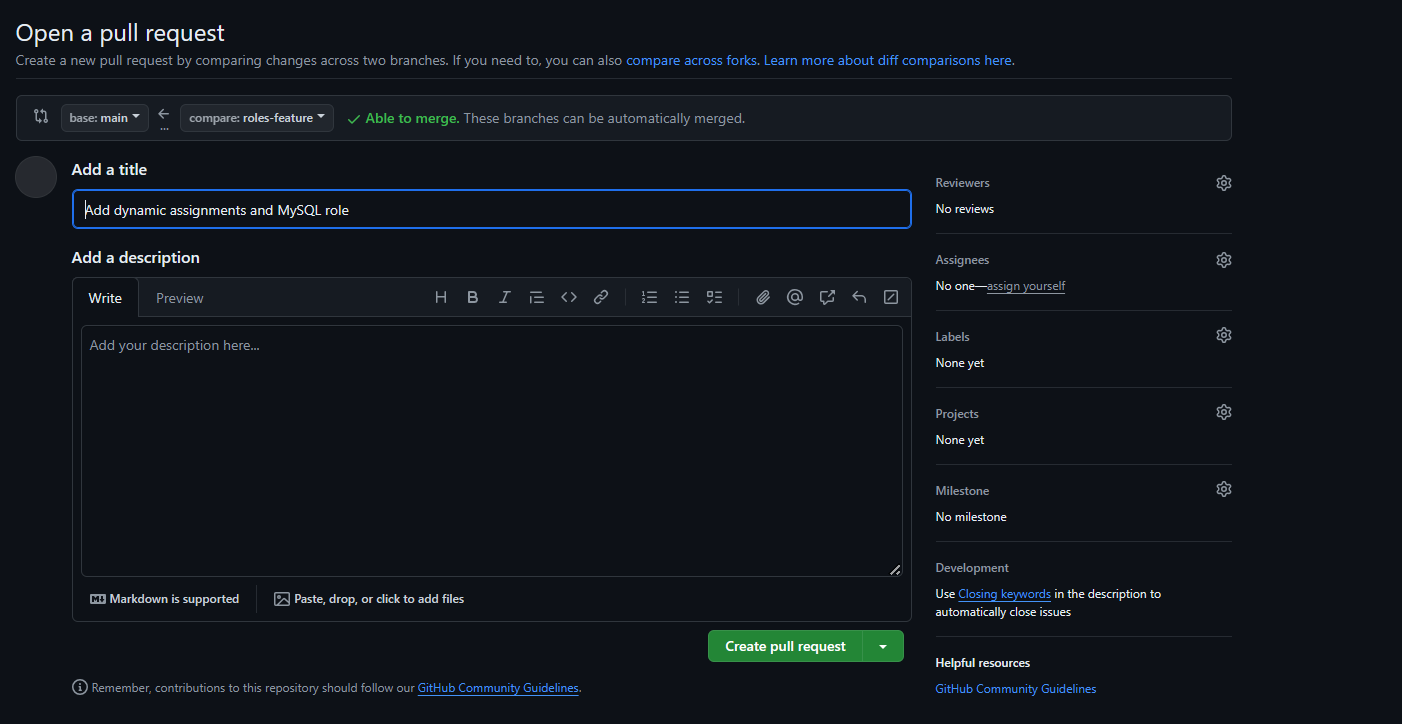 Open a pull request
Create a new pull request by comparing changes across two branches. If you need to, you can also compare across forks. Learn more about diff comparisons here.
base: main
...
compare: roles-feature
Able to merge. These branches can be automatically merged.
Add a title
Add dynamic assignments and MySQL role
Add a description
Write
Preview
Add your description here...
Markdown is supported
Paste, drop, or click to add files
Create pull request
Remember, contributions to this repository should follow our GitHub Community Guidelines.
Reviewers
No reviews
Assignees
No one—assign yourself
Labels
None yet
Projects
None yet
Milestone
No milestone
Development
Use Closing keywords in the description to
automatically close issues
Helpful resources
GitHub Community Guidelines